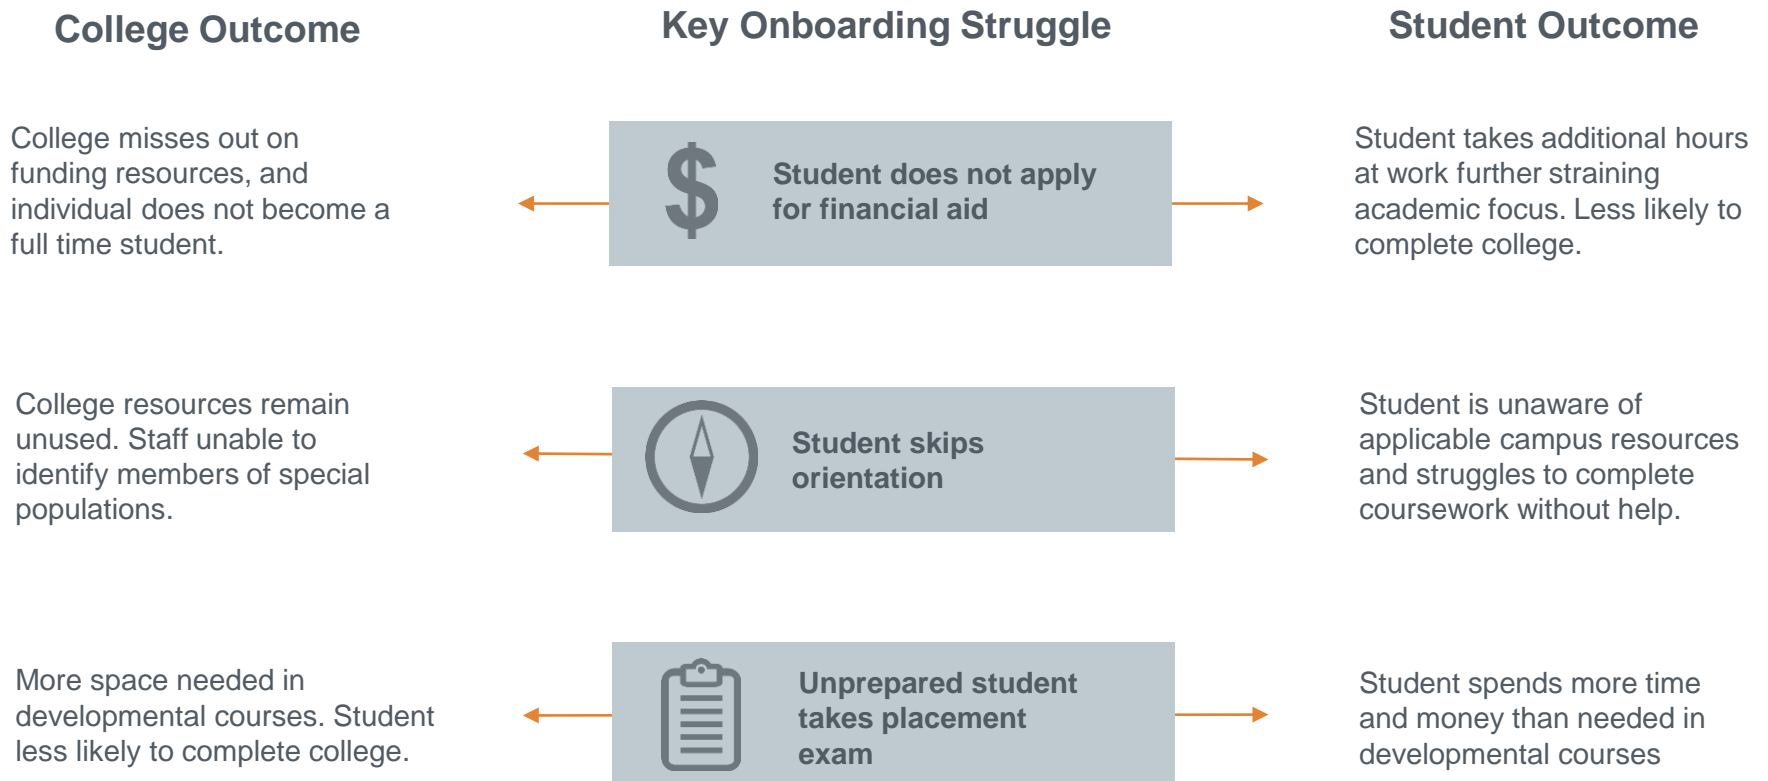 College Outcome
Key Onboarding Struggle
Student Outcome
College misses out on
funding resources, and
individual does not become a
full time student.
$
Student does not apply
for financial aid
Student takes additional hours
at work further straining
academic focus. Less likely to
complete college.
College resources remain
unused. Staff unable to
identify members of special
populations.
Student skips
orientation
Student is unaware of
applicable campus resources
and struggles to complete
coursework without help.
More space needed in
developmental courses. Student
less likely to complete college.
Unprepared student
takes placement
exam
Student spends more time
and money than needed in
developmental courses